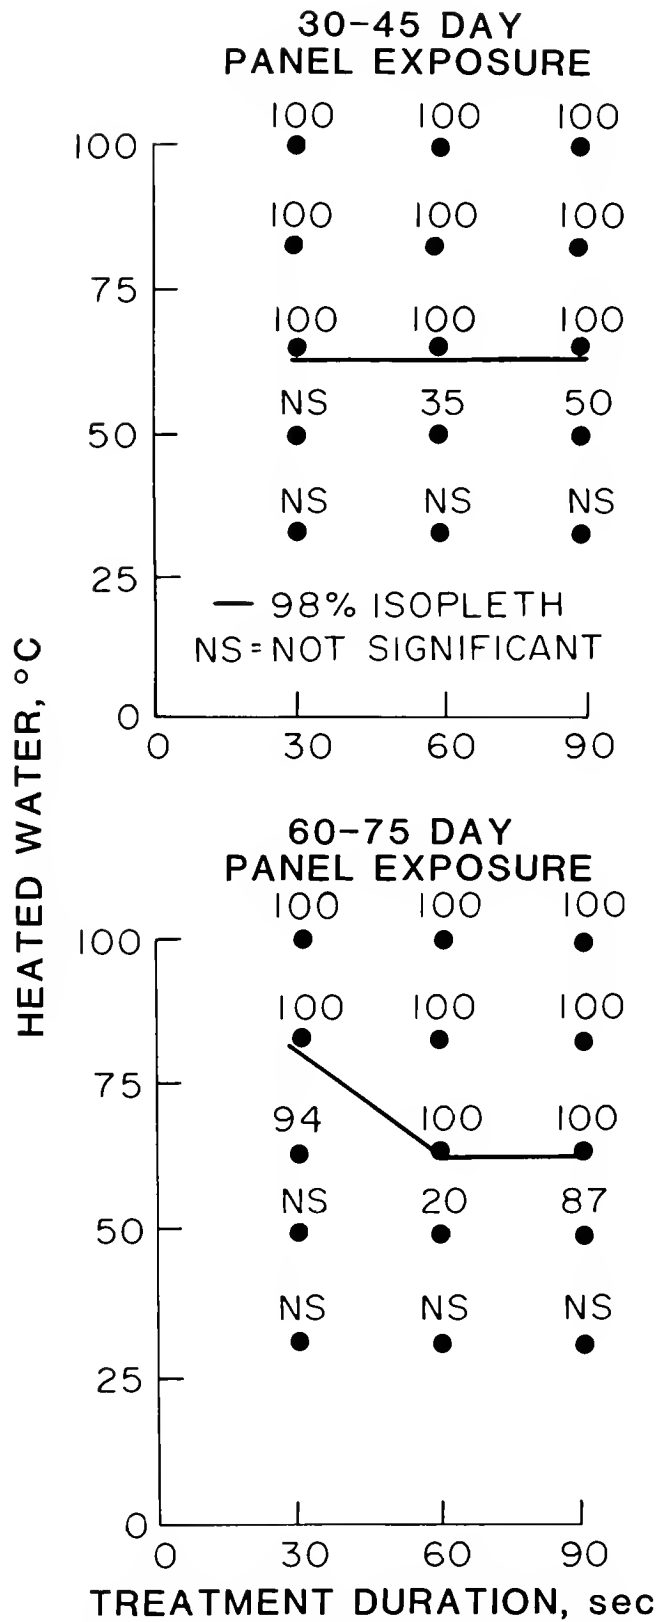 30-45 DAY
PANEL EXPOSURE
100 100 100
100
100 100 100
75
100 100 100
NS 35 50
50
NS NS NS
25
— 98% ISOPLETH
NS = NOT SIGNIFICANT
0
0 30 60 90
HEATED WATER, °C
60-75 DAY
PANEL EXPOSURE
100 100 100
100
100 100 100
75
94 100 100
NS 20 87
50
NS NS NS
25
0
0 30 60 90
TREATMENT DURATION, sec